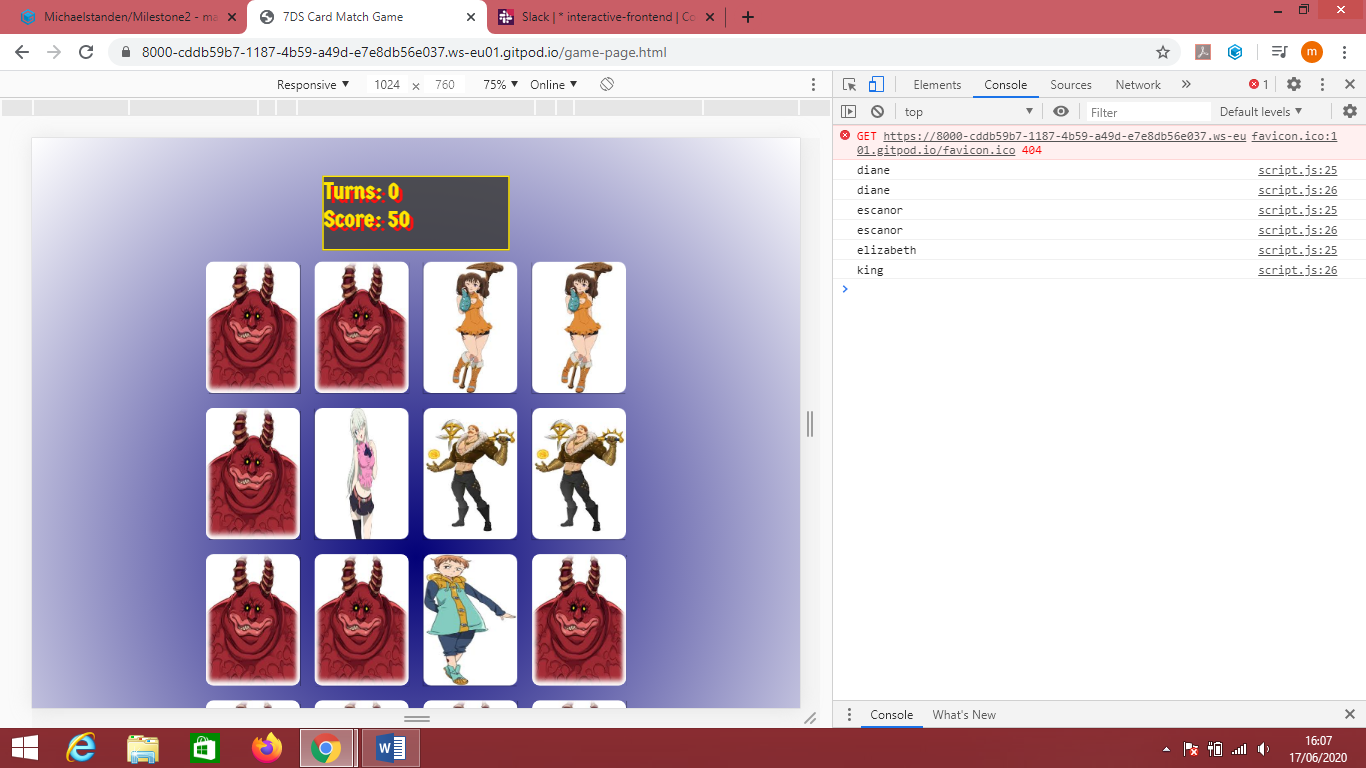 Michaelstanden/Milestone2 - ma
7DS Card Match Game
Slack | * interactive-frontend | Co
8000-cddb59b7-1187-4b59-a49d-e7e8db56e037.ws-eu01.gitpod.io/game-page.html
m
Responsive 1024 × 760 75% Online
Turns: 0
Score: 50
Elements Console Sources Network » 1
top Filter Default levels
GET https://8000-cddb59b7-1187-4b59-a49d-e7e8db56e037.ws-eu favicon.ico:1
01.gitpod.io/favicon.ico 404
diane script.js:25
diane script.js:26
escanor script.js:25
escanor script.js:26
elizabeth script.js:25
king script.js:26
Console What's New
16:07
17/06/2020